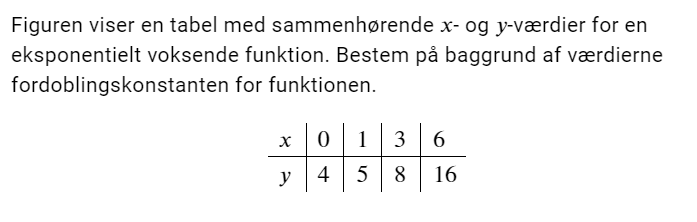 Figuren viser en tabel med sammenhørende x- og y-værdier for en
eksponentielt voksende funktion. Bestem på baggrund af værdierne
fordoblingskonstanten for funktionen.
x 0 1 3 6
y 4 5 8 16